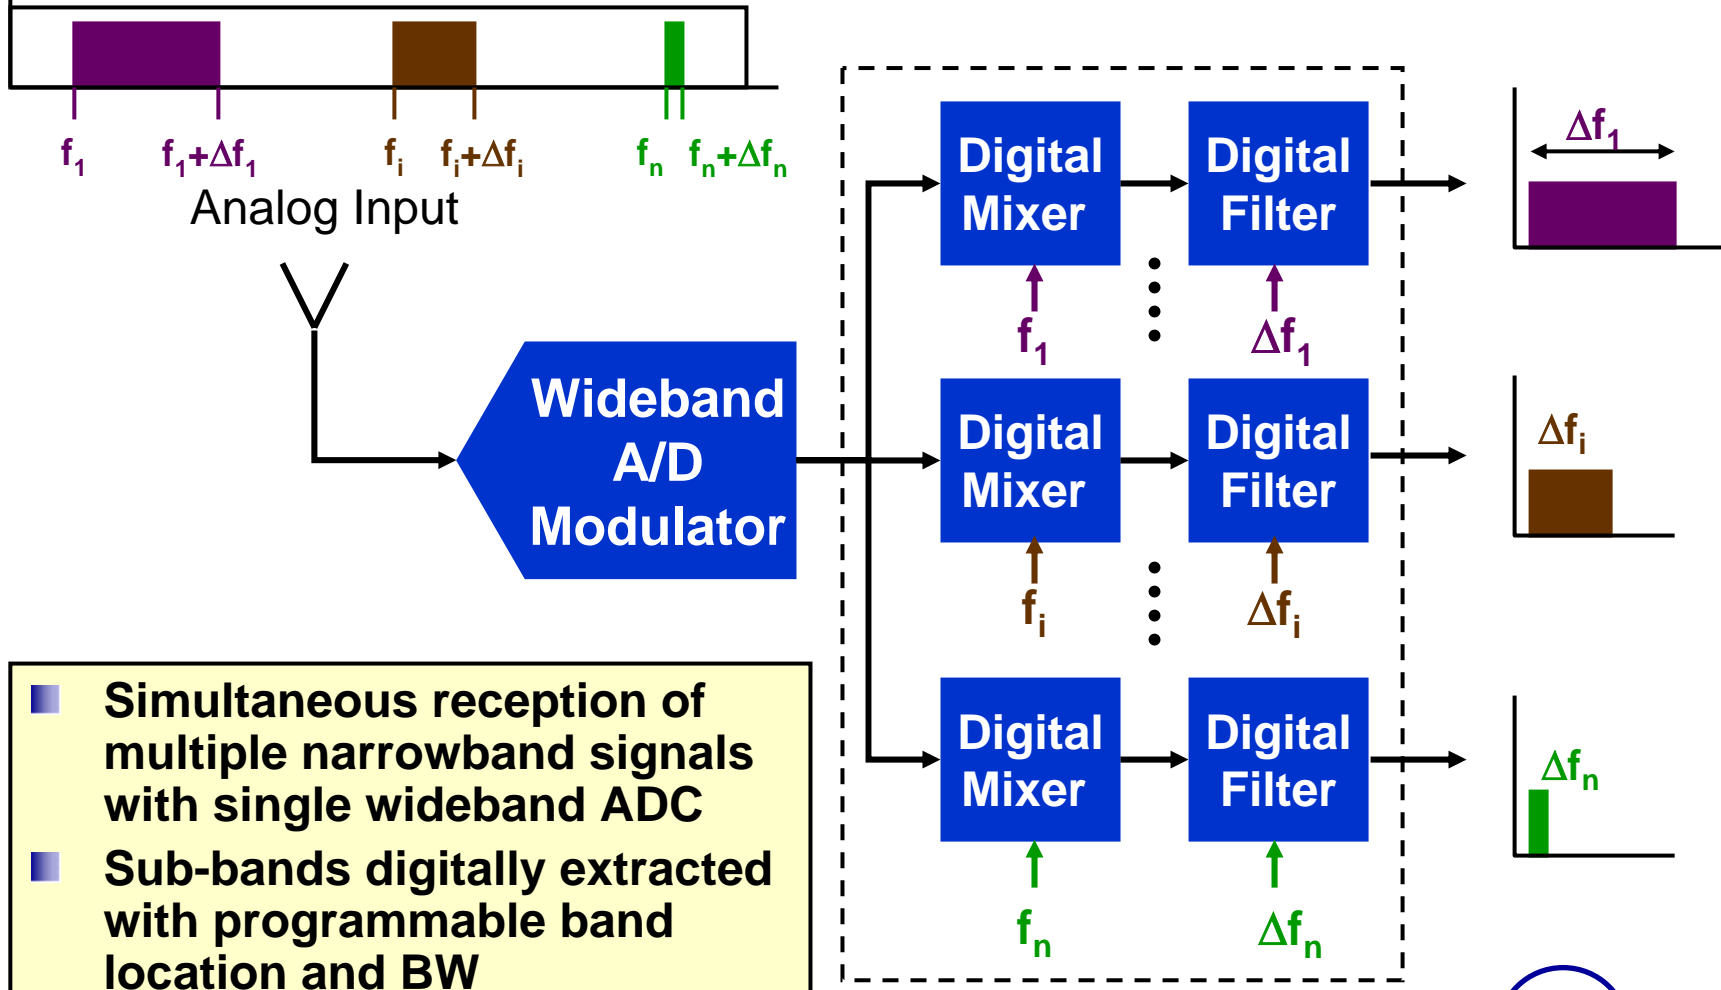 f1 f1+Δf1 fi fi+Δfi fn fn+Δfn
Analog Input
Wideband
A/D
Modulator
Digital
Mixer
Digital
Filter
f1
Δf1
Δf1
Digital
Mixer
Digital
Filter
fi
Δfi
Δfi
Digital
Mixer
Digital
Filter
fn
Δfn
Δfn
Simultaneous reception of
multiple narrowband signals
with single wideband ADC
Sub-bands digitally extracted
with programmable band
location and BW